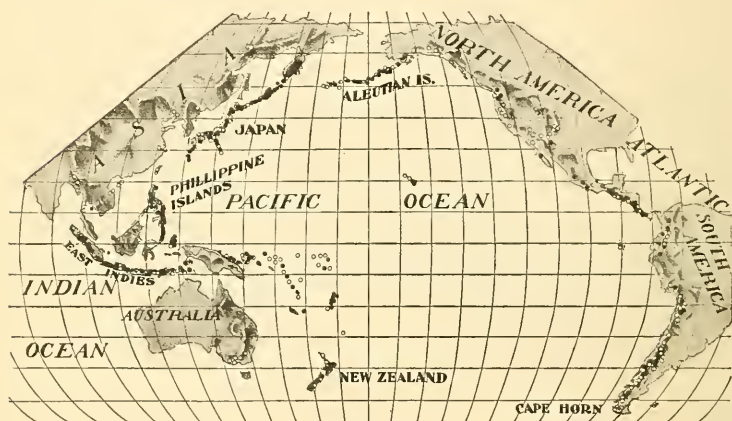 NORTH AMERICA
ASIA
ALEUTIAN IS.
JAPAN
ATLANTIC
PHILLIPPINE
ISLANDS
PACIFIC
OCEAN
SOUTH
AMERICA
EAST INDIES
INDIAN
AUSTRALIA
OCEAN
NEW ZEALAND
CAPE HORN